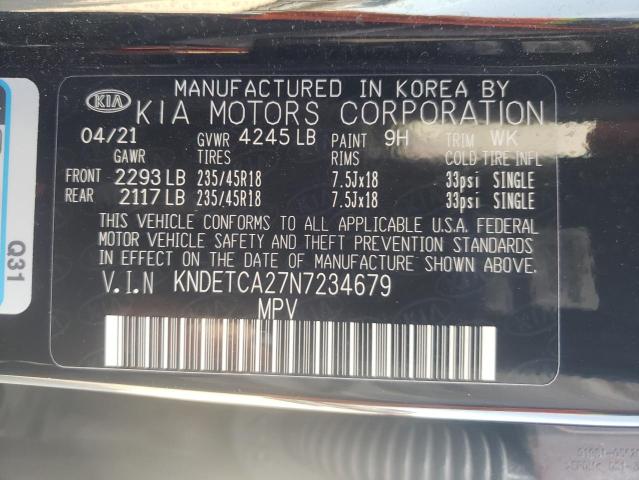 MANUFACTURED IN KOREA BY
KIA KIA MOTORS CORPORATION
04/21 GVWR 4245 LB PAINT 9H TRIM WK
GAWR TIRES RIMS COLD TIRE INFL
FRONT 2293 LB 235/45R18 7.5Jx18 33psi SINGLE
REAR 2117 LB 235/45R18 7.5Jx18 33psi SINGLE
THIS VEHICLE CONFORMS TO ALL APPLICABLE U.S.A. FEDERAL
MOTOR VEHICLE SAFETY AND THEFT PREVENTION STANDARDS
IN EFFECT ON THE DATE OF MANUFACTURE SHOWN ABOVE.
V.I.N KNDETCA27N7234679
MPV
Q31